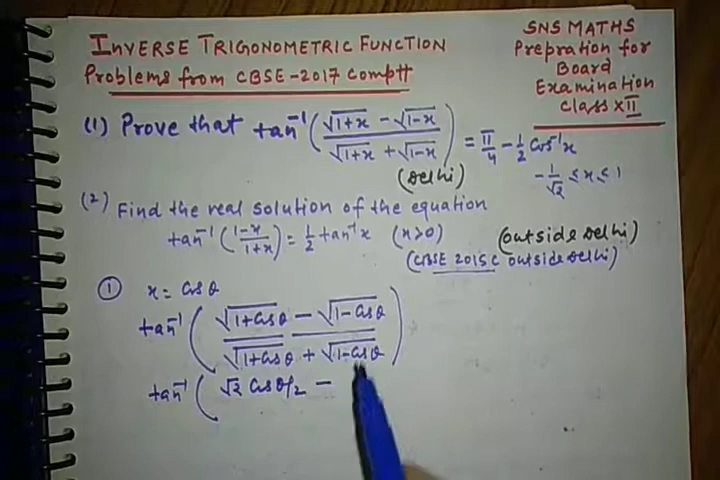 INVERSE TRIGONOMETRIC FUNCTION
Problems from CBSE-2017 Comptt
SNS MATHS
Prepration for
Board
Examination
Class XII
(1) Prove that tan⁻¹ ( (√1+x − √1−x) / (√1+x + √1−x) ) = π/4 − 1/2 cos⁻¹x
−1/√2 ≤ x ≤ 1
(Delhi)
(2) Find the real solution of the equation
tan⁻¹ ( (1−x) / (1+x) ) = 1/2 tan⁻¹ x (x>0) (outside Delhi)
(CBSE 2015 C outside Delhi)
① x = cos θ
tan⁻¹ ( (√1+cos θ − √1−cos θ) / (√1+cos θ + √1−cos θ) )
tan⁻¹ ( √2 cos θ/2 −